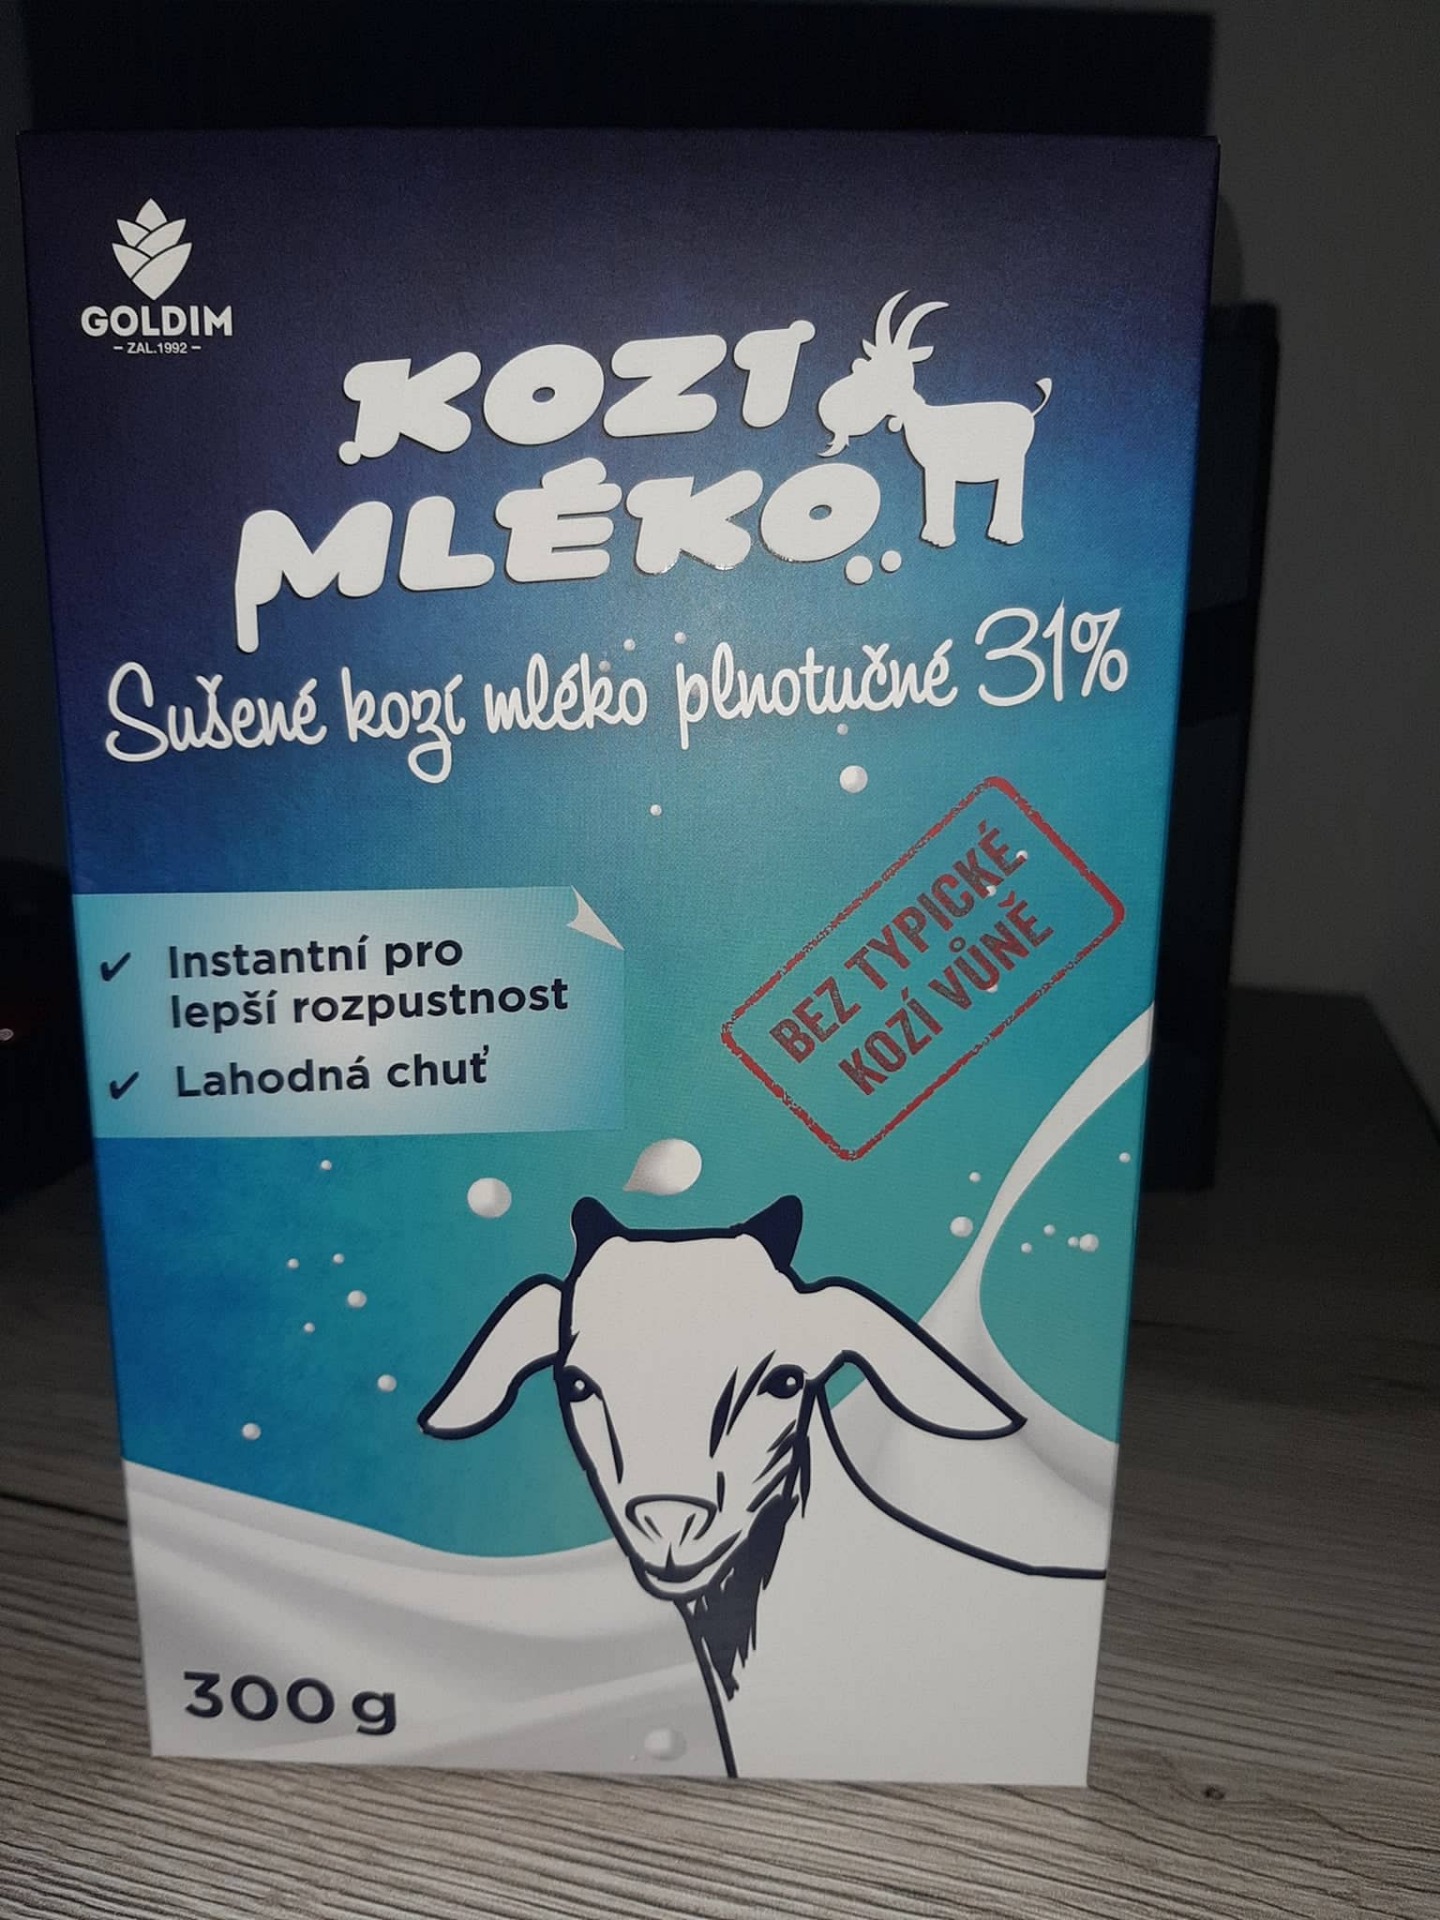 GOLDIM
– ZAL.1992 –
KOZÍ
MLÉKO
Sušené kozí mléko plnotučné 31%
✓ Instantní pro
lepší rozpustnost
✓ Lahodná chuť
BEZ TYPICKÉ
KOZÍ VŮNĚ
300 g